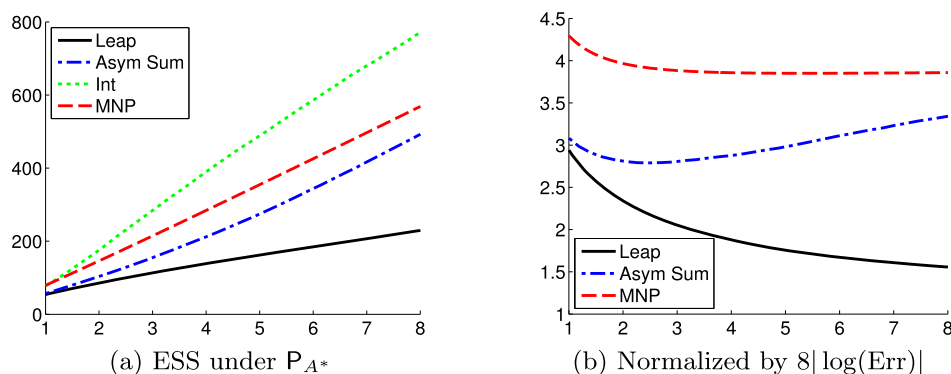 800
600
400
200
0
Leap
Asym Sum
Int
MNP
1 2 3 4 5 6 7 8
(a) ESS under P_{A*}
4.5
4
3.5
3
2.5
2
1.5
1
Leap
Asym Sum
MNP
1 2 3 4 5 6 7 8
(b) Normalized by 8| log(Err)|